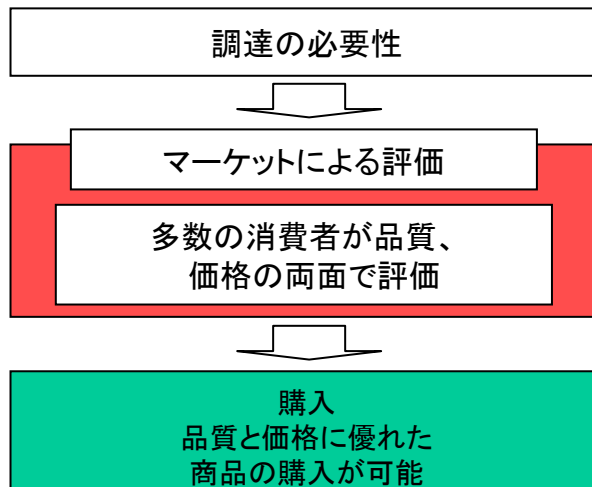 調達の必要性
マーケットによる評価
多数の消費者が品質、
価格の両面で評価
購入
品質と価格に優れた
商品の購入が可能